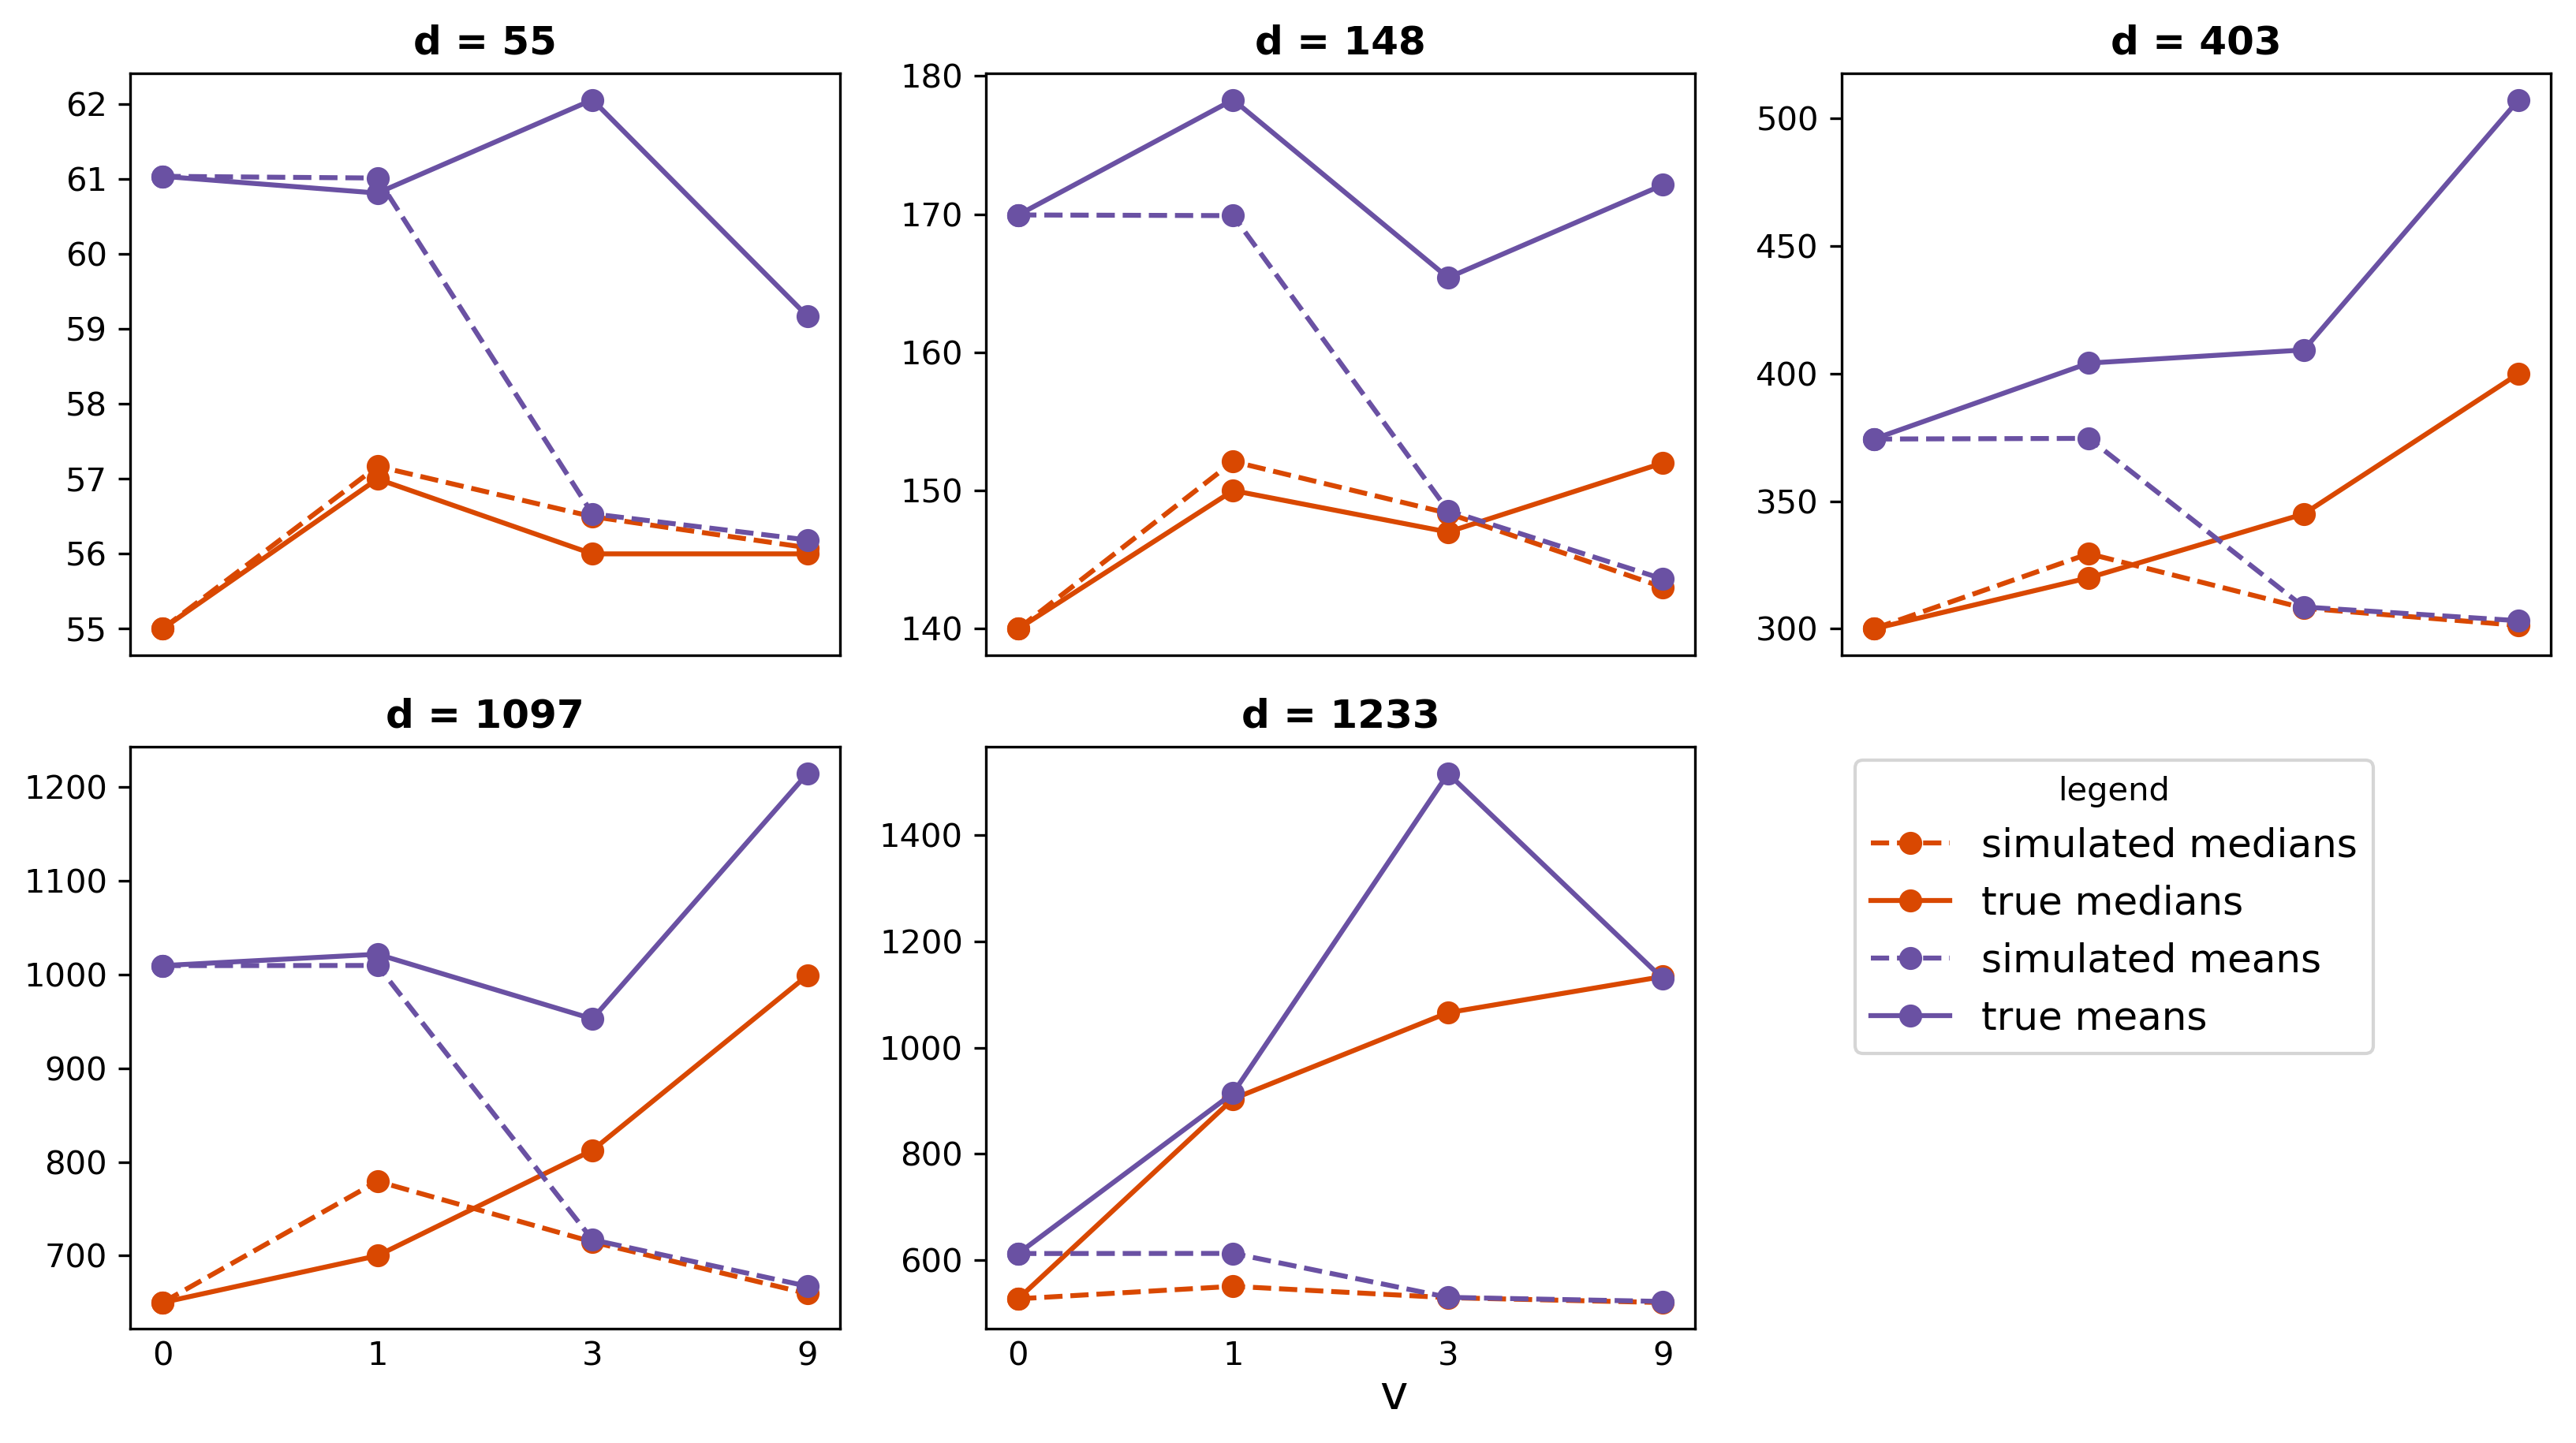 d = 55
62
61
60
59
58
57
56
55
d = 148
180
170
160
150
140
d = 403
500
450
400
350
300
d = 1097
1200
1100
1000
900
800
700
0 1 3 9
d = 1233
1400
1200
1000
800
600
0 1 3 9
v
legend
simulated medians
true medians
simulated means
true means